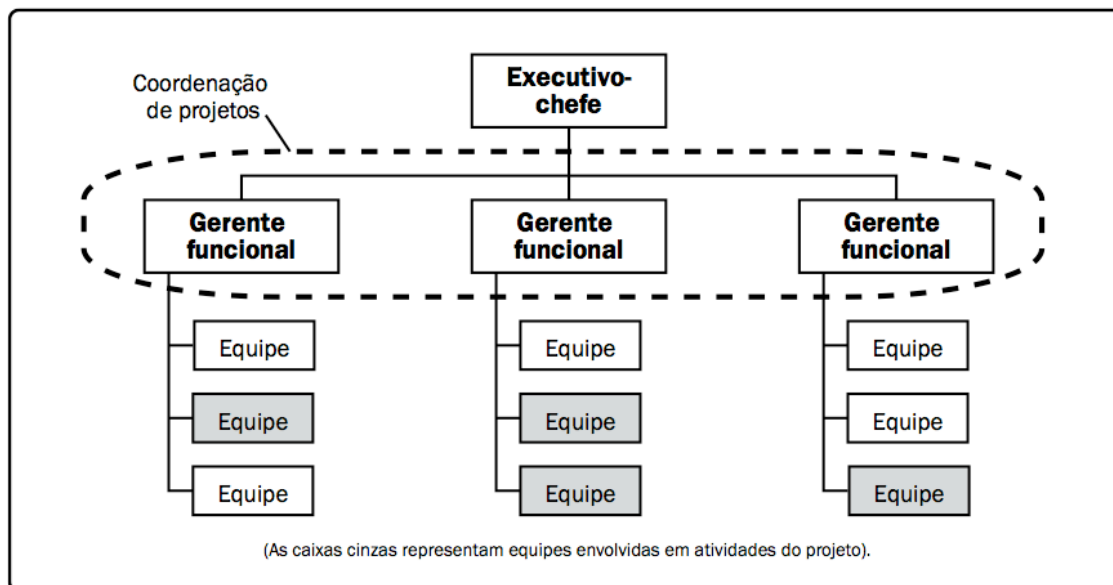 Coordenação
de projetos
Executivo-
chefe
Gerente
funcional
Gerente
funcional
Gerente
funcional
Equipe
Equipe
Equipe
Equipe
Equipe
Equipe
Equipe
Equipe
Equipe
(As caixas cinzas representam equipes envolvidas em atividades do projeto).